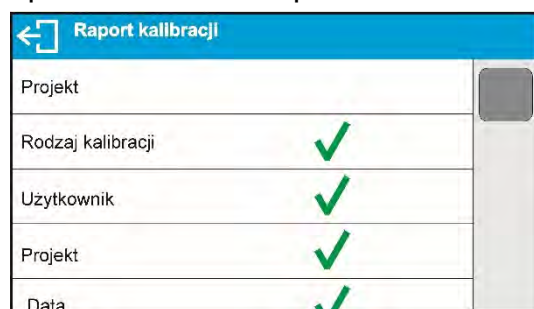 Raport kalibracji
Projekt
Rodzaj kalibracji
Użytkownik
Projekt
Data